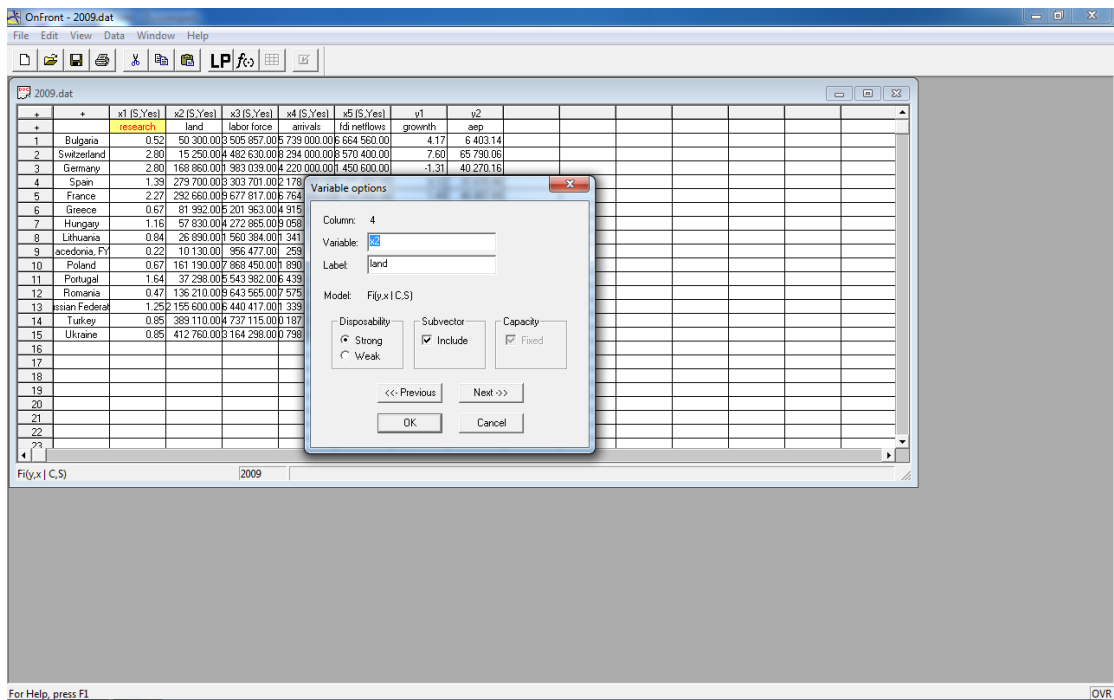 OnFront - 2009.dat
File Edit View Data Window Help
LP f(x)
2009.dat
+ + x1 (S,Yes) x2 (S,Yes) x3 (S,Yes) x4 (S,Yes) x5 (S,Yes) y1 y2
+ research land labor force arrivals fdi netflows grownth aep
1 Bulgaria 0.52 50 300.00 3 505 857.00 5 739 000.00 6 664 560.00 4.17 6 403.14
2 Switzerland 2.80 15 250.00 4 482 630.00 8 294 000.00 8 570 400.00 7.60 65 790.06
3 Germany 2.80 168 860.00 1 983 039.00 4 220 000.00 1 450 600.00 -1.31 40 270.16
4 Spain 1.39 279 700.00 3 303 701.00 2 178
5 France 2.27 292 660.00 9 677 817.00 6 764
6 Greece 0.67 81 992.00 5 201 963.00 4 915
7 Hungary 1.16 57 830.00 4 272 865.00 9 058
8 Lithuania 0.84 26 890.00 1 560 384.00 1 341
9 acedonia, FY 0.22 10 130.00 956 477.00 259
10 Poland 0.67 161 190.00 7 868 450.00 1 890
11 Portugal 1.64 37 298.00 5 543 982.00 6 439
12 Romania 0.47 136 210.00 9 643 565.00 7 575
13 ssian Federat 1.25 2 155 600.00 6 440 417.00 1 339
14 Turkey 0.85 389 110.00 4 737 115.00 0 187
15 Ukraine 0.85 412 760.00 3 164 298.00 0 798
16
17
18
19
20
21
22
23
Variable options
Column: 4
Variable: x2
Label: land
Model: Fi(y,x | C,S)
Disposability Subvector Capacity
Strong Include Fixed
Weak
<<- Previous Next ->>
OK Cancel
Fi(y,x | C,S) 2009
For Help, press F1 OVR